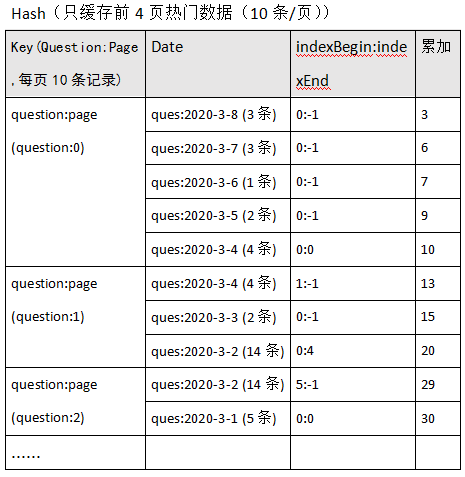 Hash（只缓存前 4 页热门数据（10 条/页））
Key(Question:Page,每页 10 条记录) Date indexBegin:indexEnd 累加
question:page (question:0) ques:2020-3-8 (3 条) 0:-1 3
ques:2020-3-7 (3 条) 0:-1 6
ques:2020-3-6 (1 条) 0:-1 7
ques:2020-3-5 (2 条) 0:-1 9
ques:2020-3-4 (4 条) 0:0 10
question:page (question:1) ques:2020-3-4 (4 条) 1:-1 13
ques:2020-3-3 (2 条) 0:-1 15
ques:2020-3-2 (14 条) 0:4 20
question:page (question:2) ques:2020-3-2 (14 条) 5:-1 29
ques:2020-3-1 (5 条) 0:0 30
……